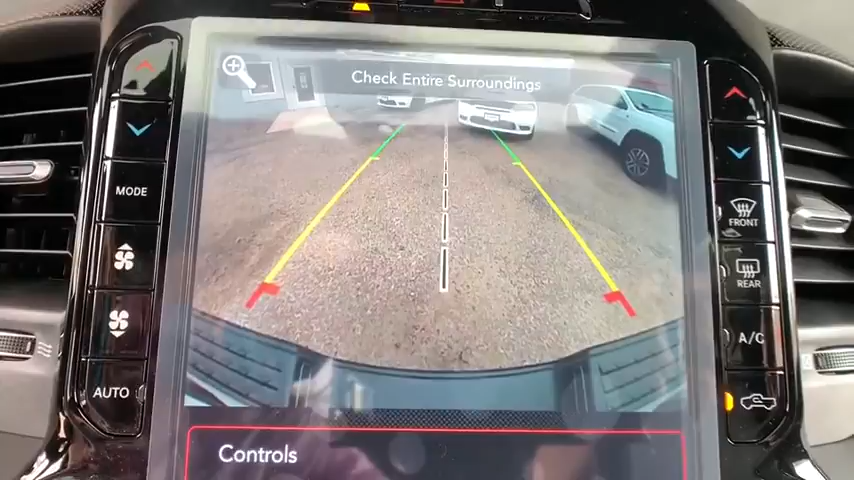 Check Entire Surroundings
MODE
FRONT
REAR
A/C
AUTO
Controls